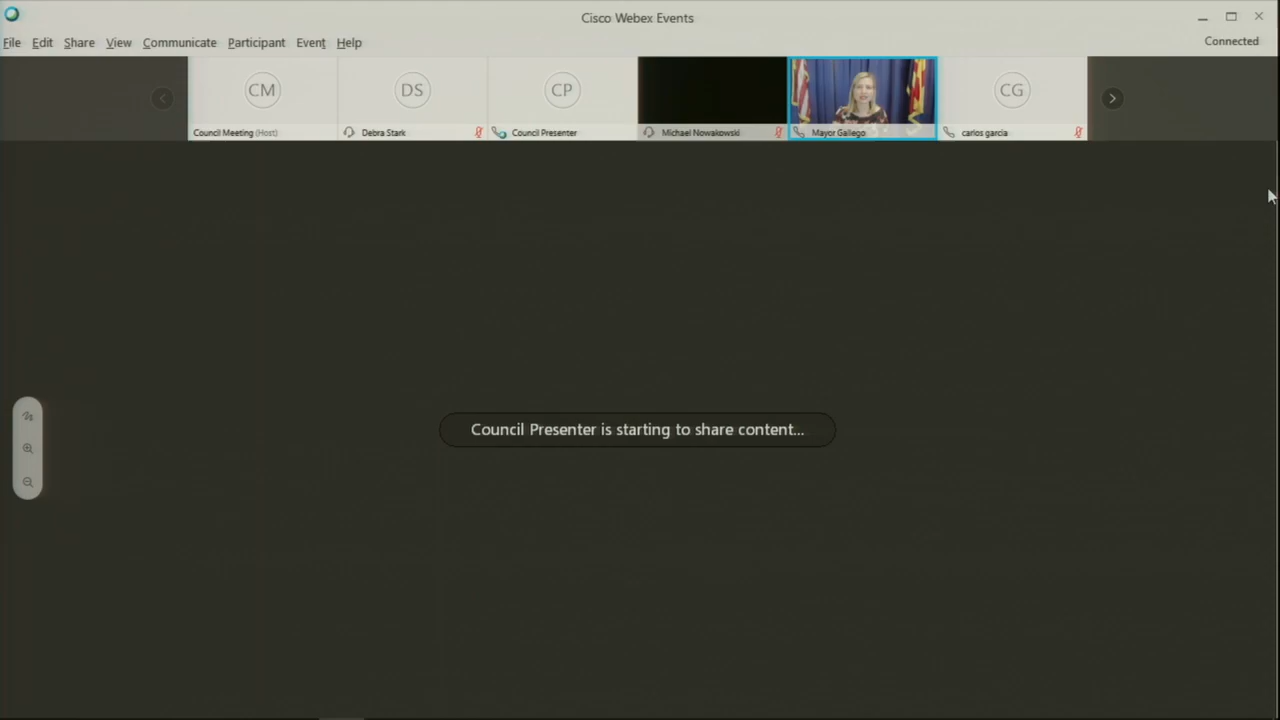 Cisco Webex Events
File Edit Share View Communicate Participant Event Help
Connected
CM DS CP CG
Council Meeting (Host) Debra Stark Council Presenter Michael Nowakowski Mayor Gallego carlos garcia
Council Presenter is starting to share content...